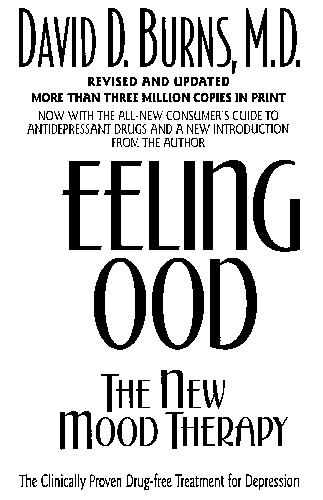 DAVID D. BURNS, M.D.
REVISED AND UPDATED
MORE THAN THREE MILLION COPIES IN PRINT
NOW WITH THE ALL-NEW CONSUMER'S GUIDE TO
ANTIDEPRESSANT DRUGS AND A NEW INTRODUCTION
FROM THE AUTHOR
EELING
OOD
THE NEW
MOOD THERAPY
The Clinically Proven Drug-free Treatment for Depression